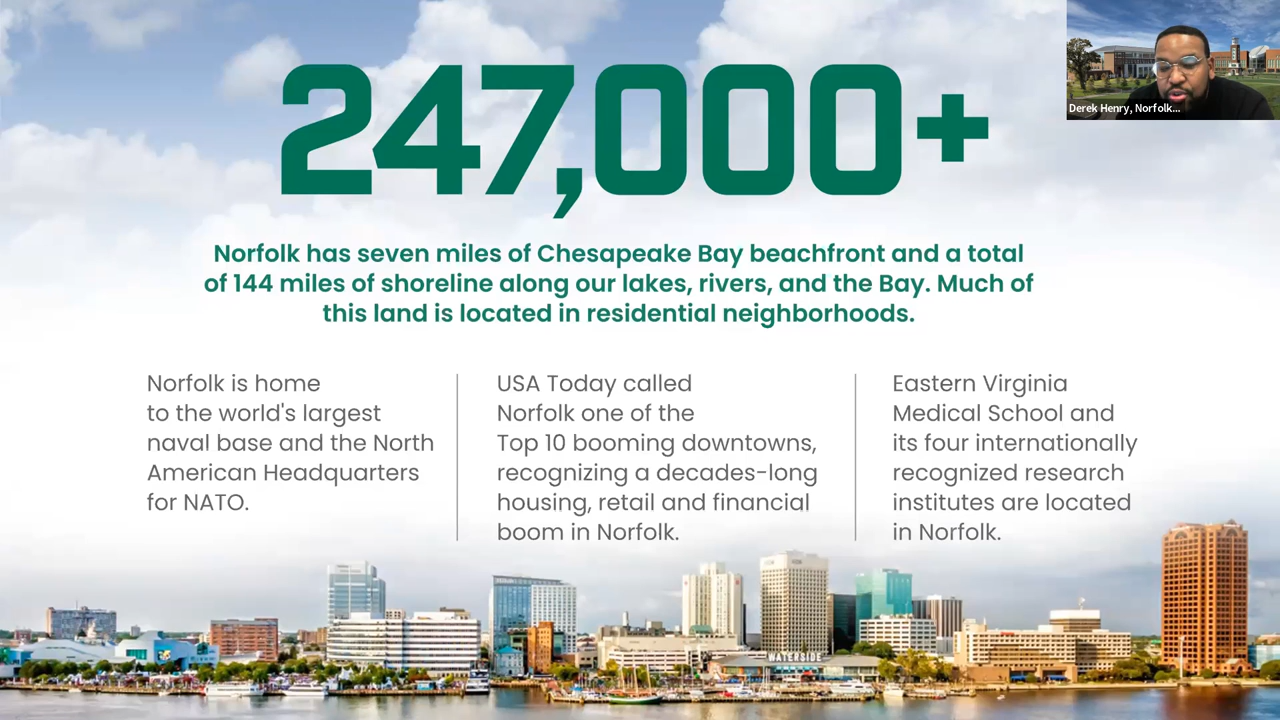 247,000+
Derek Henry, Norfolk...
Norfolk has seven miles of Chesapeake Bay beachfront and a total
of 144 miles of shoreline along our lakes, rivers, and the Bay. Much of
this land is located in residential neighborhoods.
Norfolk is home
to the world's largest
naval base and the North
American Headquarters
for NATO.
USA Today called
Norfolk one of the
Top 10 booming downtowns,
recognizing a decades-long
housing, retail and financial
boom in Norfolk.
Eastern Virginia
Medical School and
its four internationally
recognized research
institutes are located
in Norfolk.
WATERSIDE